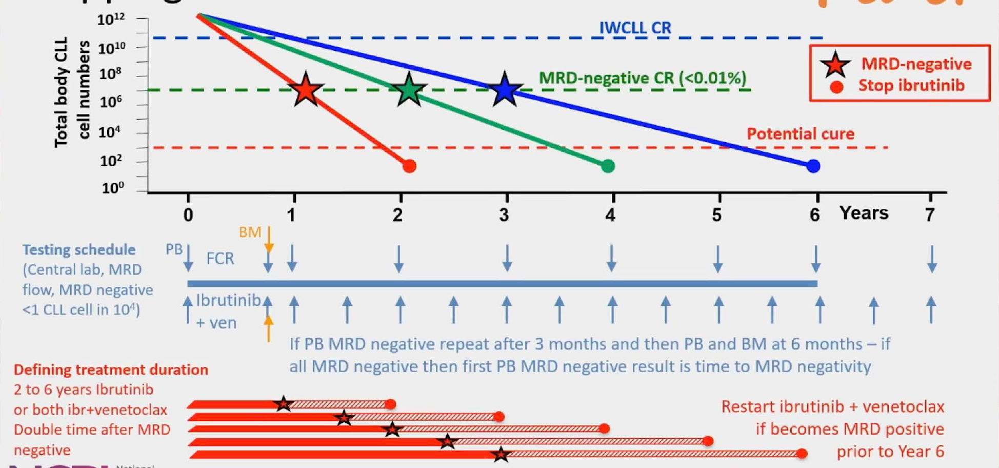 10¹²
10¹⁰
10⁸
10⁶
10⁴
10²
10⁰
Total body CLL
cell numbers
IWCLL CR
MRD-negative CR (<0.01%)
Potential cure
MRD-negative
Stop ibrutinib
0 1 2 3 4 5 6 Years 7
BM
Testing schedule
(Central lab, MRD
flow, MRD negative
<1 CLL cell in 10⁴)
PB
FCR
Ibrutinib
+ ven
If PB MRD negative repeat after 3 months and then PB and BM at 6 months – if
all MRD negative then first PB MRD negative result is time to MRD negativity
Defining treatment duration
2 to 6 years Ibrutinib
or both ibr+venetoclax
Double time after MRD
negative
Restart ibrutinib + venetoclax
if becomes MRD positive
prior to Year 6
National